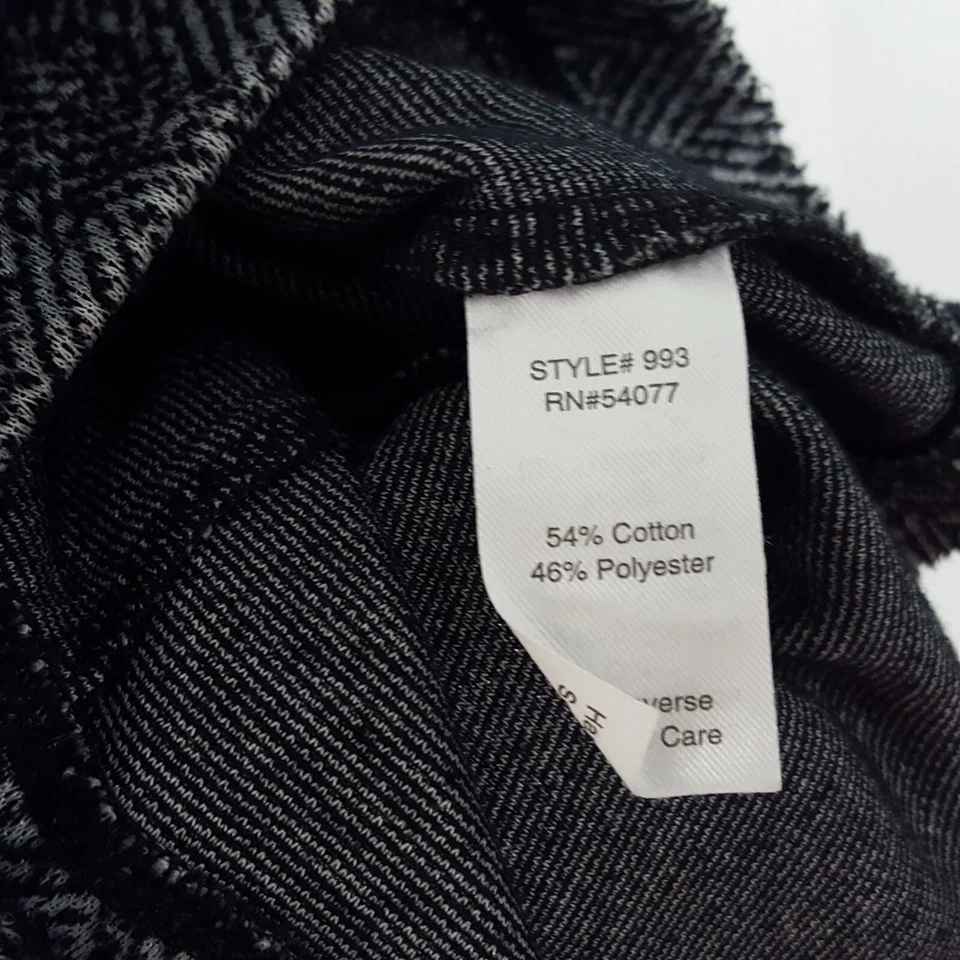 STYLE# 993
RN#54077
54% Cotton
46% Polyester
verse
Care
S